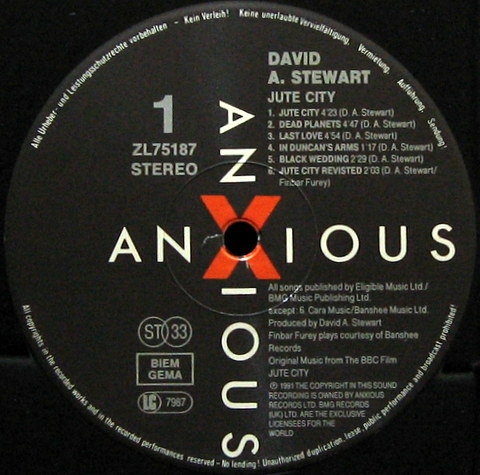 Alle Urheber- und Leistungsschutzrechte vorbehalten - Kein Verleih! Keine unerlaubte Vervielfältigung, Vermietung, Aufführung, Sendung!
DAVID
A. STEWART
JUTE CITY
1. JUTE CITY 4'23 (D. A. Stewart)
2. DEAD PLANETS 4'47 (D. A. Stewart)
3. LAST LOVE 4'54 (D. A. Stewart)
4. IN DUNCAN'S ARMS 1'17 (D. A. Stewart)
5. BLACK WEDDING 2'29 (D. A. Stewart)
6. JUTE CITY REVISITED 2'03 (D. A. Stewart/
Finbar Furey)
1
ZL75187
STEREO
ANXIOUS
ANXIOUS
All songs published by Eligible Music Ltd./
BMG Music Publishing Ltd.
except: 6. Cara Music/Banshee Music Ltd.
Produced by David A. Stewart
Finbar Furey plays courtesy of Banshee
Records
Original Music from The BBC Film
JUTE CITY
℗ 1991 THE COPYRIGHT IN THIS SOUND
RECORDING IS OWNED BY ANXIOUS
RECORDS LTD. BMG RECORDS
(UK) LTD. ARE THE EXCLUSIVE
LICENSEES FOR THE
WORLD
ST 33
BIEM
GEMA
LC 7987
All copyrights in the recorded works and in the recorded performances reserved - No lending! Unauthorized duplication, lease, public performance and broadcast prohibited!